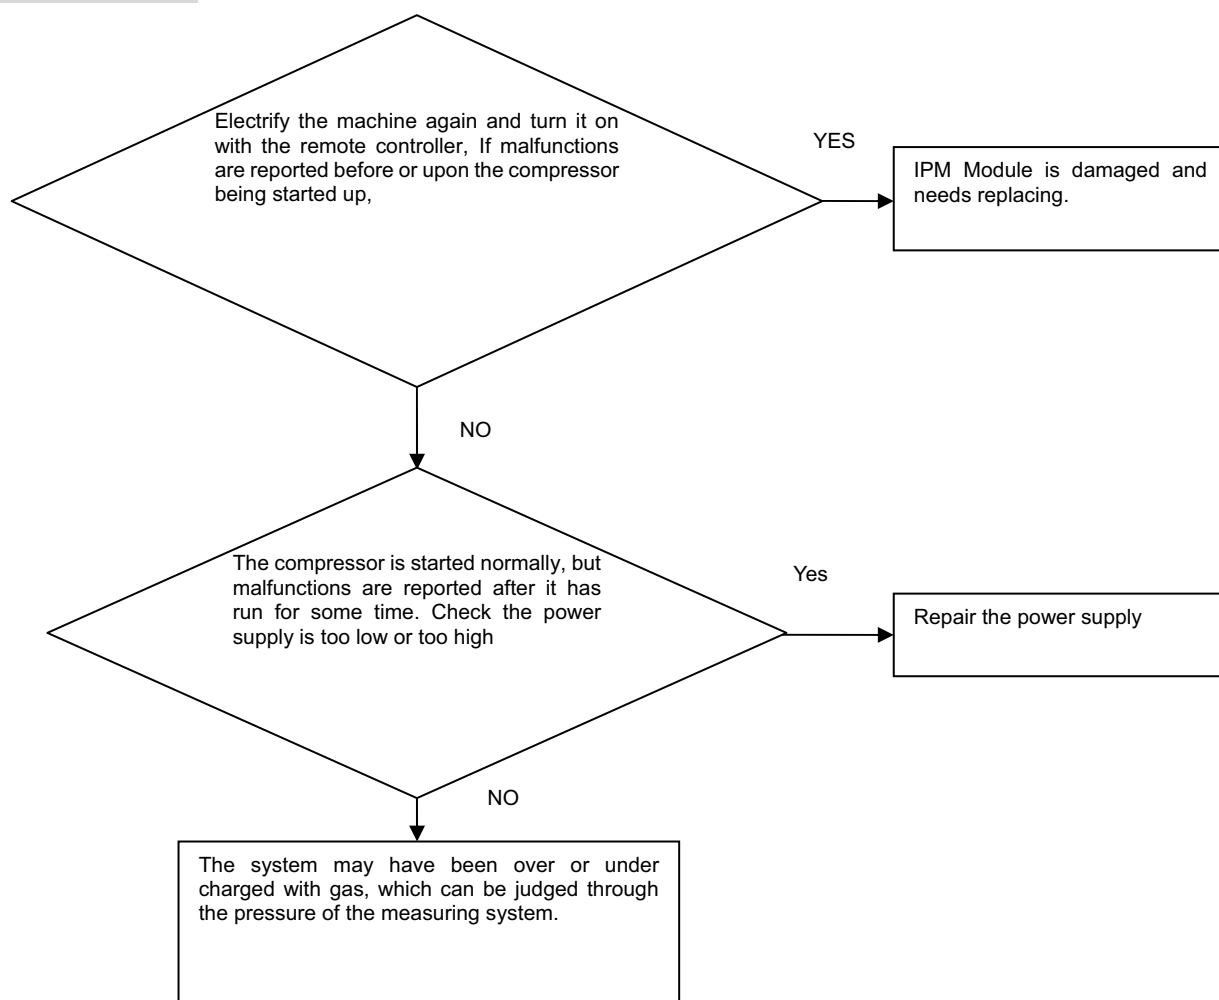 Electrify the machine again and turn it on
with the remote controller, If malfunctions
are reported before or upon the compressor
being started up,
YES
IPM Module is damaged and
needs replacing.
NO
The compressor is started normally, but
malfunctions are reported after it has
run for some time. Check the power
supply is too low or too high
Yes
Repair the power supply
NO
The system may have been over or under
charged with gas, which can be judged through
the pressure of the measuring system.